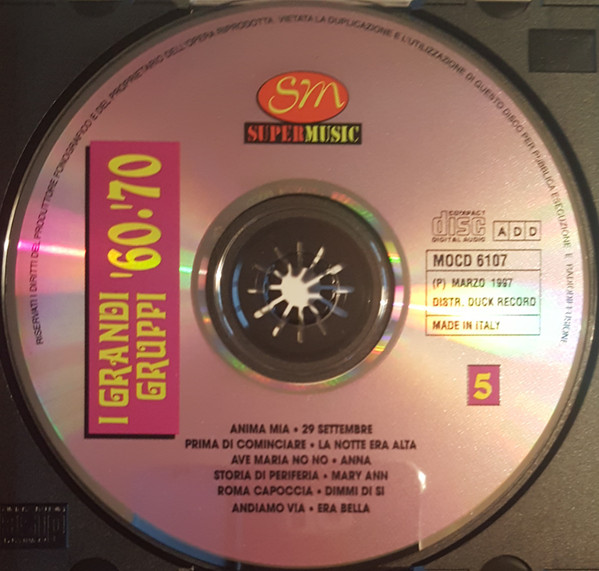 RISERVATI I DIRITTI DEL PRODUTTORE FONOGRAFICO E DEL PROPRIETARIO DELL'OPERA RIPRODOTTA. VIETATA LA DUPLICAZIONE E L'UTILIZZAZIONE DI QUESTO DISCO PER PUBBLICA ESECUZIONE E RADIODIFFUSIONE
SM
SUPERMUSIC
I GRANDI
GRUPPI '60·'70
COMPACT
disc
DIGITAL AUDIO
ADD
MOCD 6107
(P) MARZO 1997
DISTR. DUCK RECORD
MADE IN ITALY
5
ANIMA MIA • 29 SETTEMBRE
PRIMA DI COMINCIARE • LA NOTTE ERA ALTA
AVE MARIA NO NO • ANNA
STORIA DI PERIFERIA • MARY ANN
ROMA CAPOCCIA • DIMMI DI SI
ANDIAMO VIA • ERA BELLA